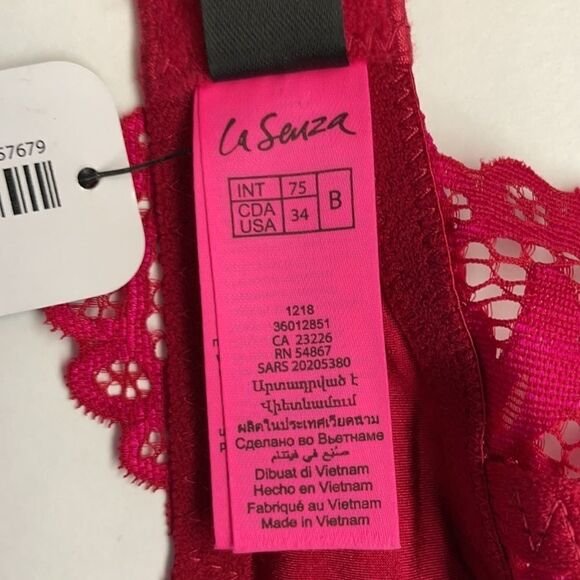 57679
La Senza
INT 75 B
CDA USA 34
1218
36012851
CA 23226
RN 54867
SARS 20205380
Արտադրված է
Վիետնամում
ผลิตในประเทศเวียดนาม
Сделано во Вьетнаме
صنع في فيتنام
Dibuat di Vietnam
Hecho en Vietnam
Fabriqué au Vietnam
Made in Vietnam